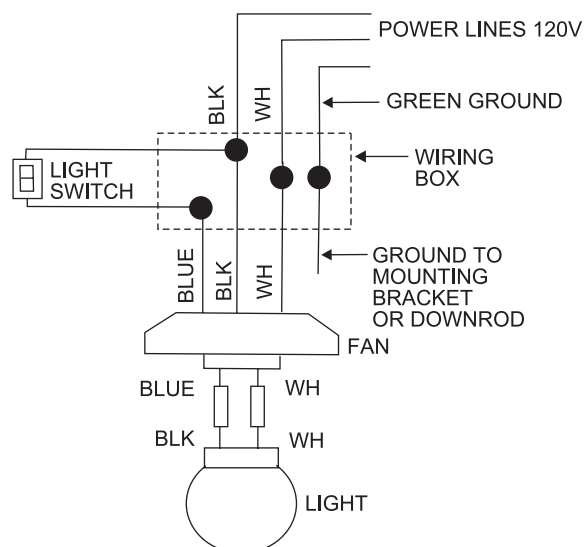 POWER LINES 120V
BLK
WH
GREEN GROUND
LIGHT
SWITCH
WIRING
BOX
BLUE
BLK
WH
GROUND TO
MOUNTING
BRACKET
OR DOWNROD
FAN
BLUE
WH
BLK
WH
LIGHT